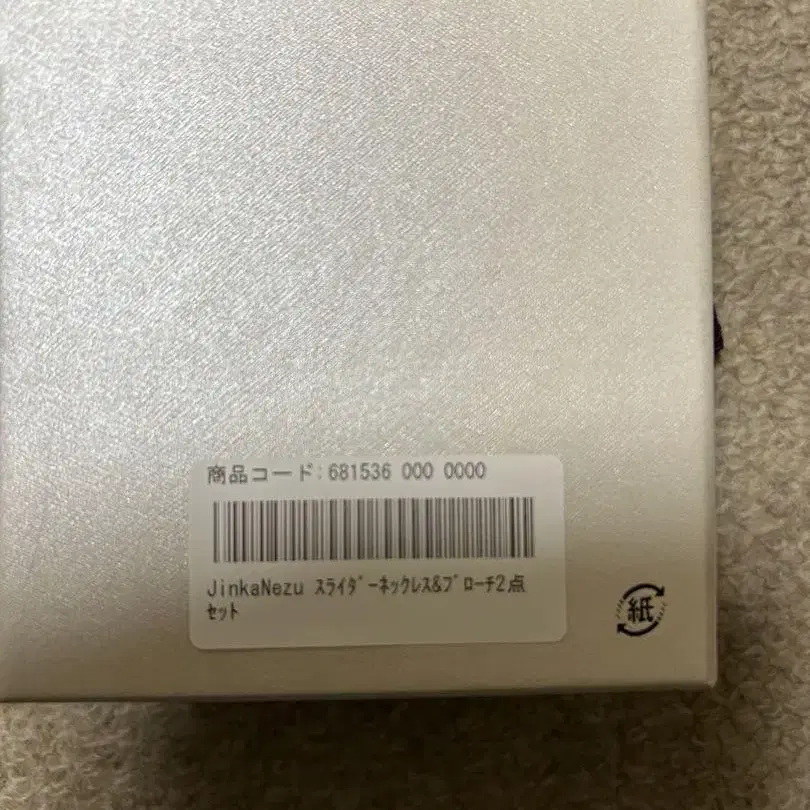 商品コード:681536 000 0000
JinkaNezu ｽﾗｲﾀﾞｰﾈｯｸﾚｽ&ﾌﾞﾛｰﾁ2点
ｾｯﾄ
紙